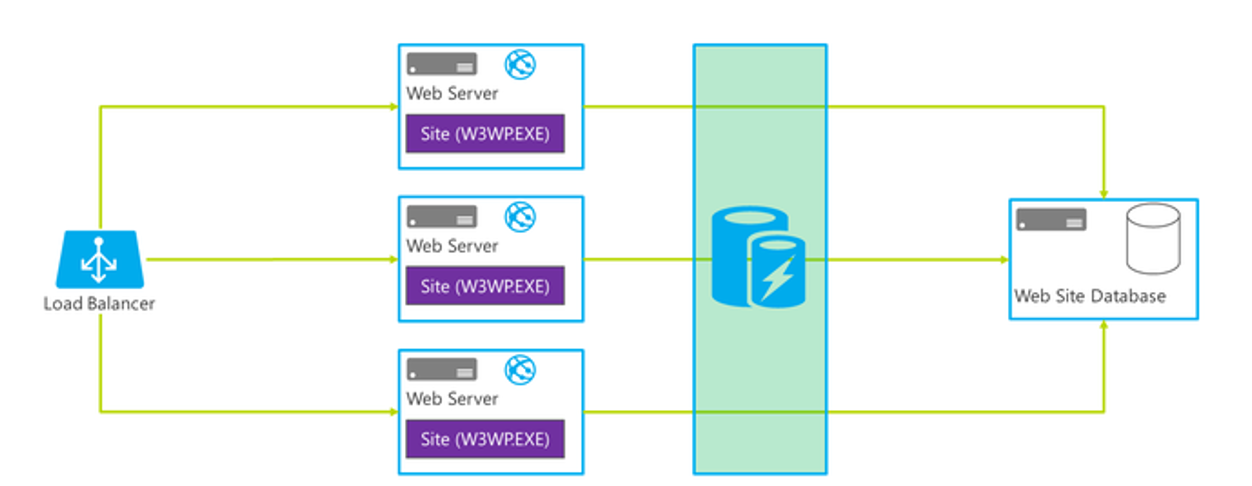 Web Server
Site (W3WP.EXE)
Web Server
Site (W3WP.EXE)
Load Balancer
Web Site Database
Web Server
Site (W3WP.EXE)